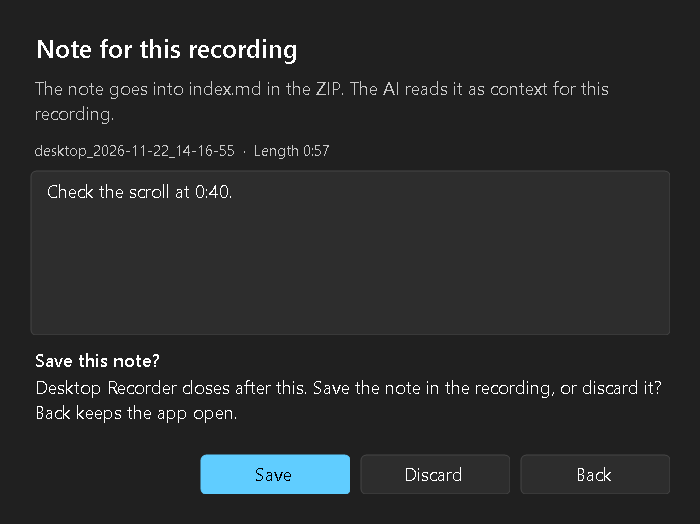 Note for this recording
The note goes into index.md in the ZIP. The AI reads it as context for this
recording.
desktop_2026-11-22_14-16-55 · Length 0:57
Check the scroll at 0:40.
Save this note?
Desktop Recorder closes after this. Save the note in the recording, or discard it?
Back keeps the app open.
Save
Discard
Back